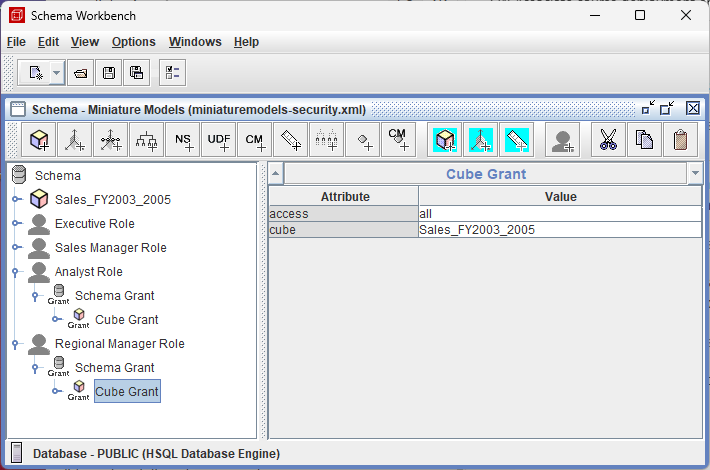 Schema Workbench
File Edit View Options Windows Help
Schema - Miniature Models (miniaturemodels-security.xml)
NS UDF CM CM
Schema
Sales_FY2003_2005
Executive Role
Sales Manager Role
Analyst Role
Grant Schema Grant
Grant Cube Grant
Regional Manager Role
Grant Schema Grant
Grant Cube Grant
Cube Grant
Attribute Value
access all
cube Sales_FY2003_2005
Database - PUBLIC (HSQL Database Engine)